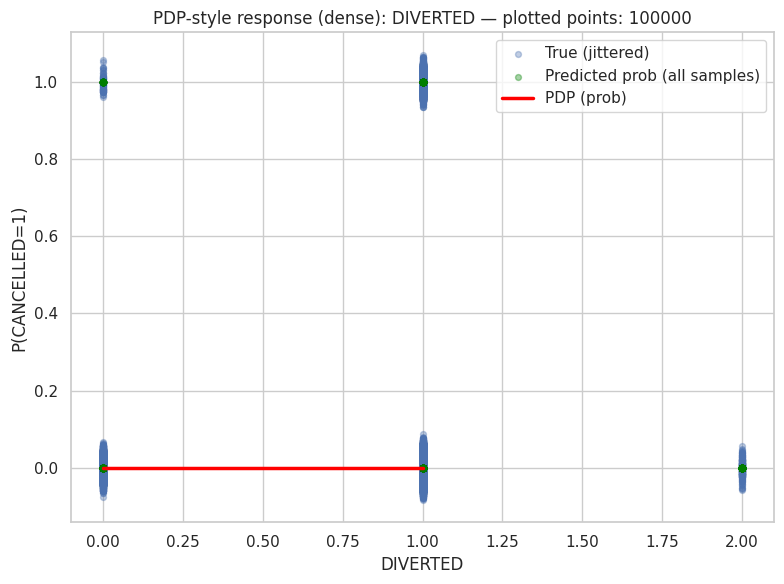 PDP-style response (dense): DIVERTED — plotted points: 100000
True (jittered)
Predicted prob (all samples)
PDP (prob)
P(CANCELLED=1)
1.0
0.8
0.6
0.4
0.2
0.0
0.00 0.25 0.50 0.75 1.00 1.25 1.50 1.75 2.00
DIVERTED